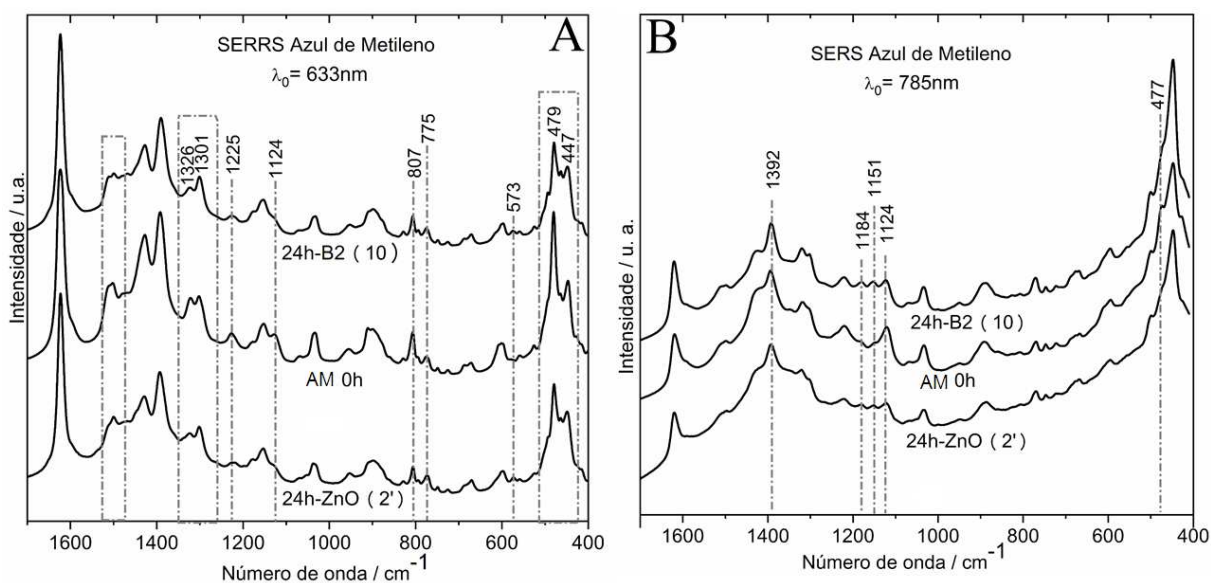 A
SERRS Azul de Metileno
λ₀= 633nm
1326
1301
1225
1124
807
775
573
479
447
24h-B2 (10)
AM 0h
24h-ZnO (2')
Intensidade / u.a.
1600 1400 1200 1000 800 600 400
Número de onda / cm⁻¹
B
SERS Azul de Metileno
λ₀= 785nm
1392
1184
1151
1124
477
24h-B2 (10)
AM 0h
24h-ZnO (2')
Intensidade / u. a.
1600 1400 1200 1000 800 600 400
Número de onda / cm⁻¹